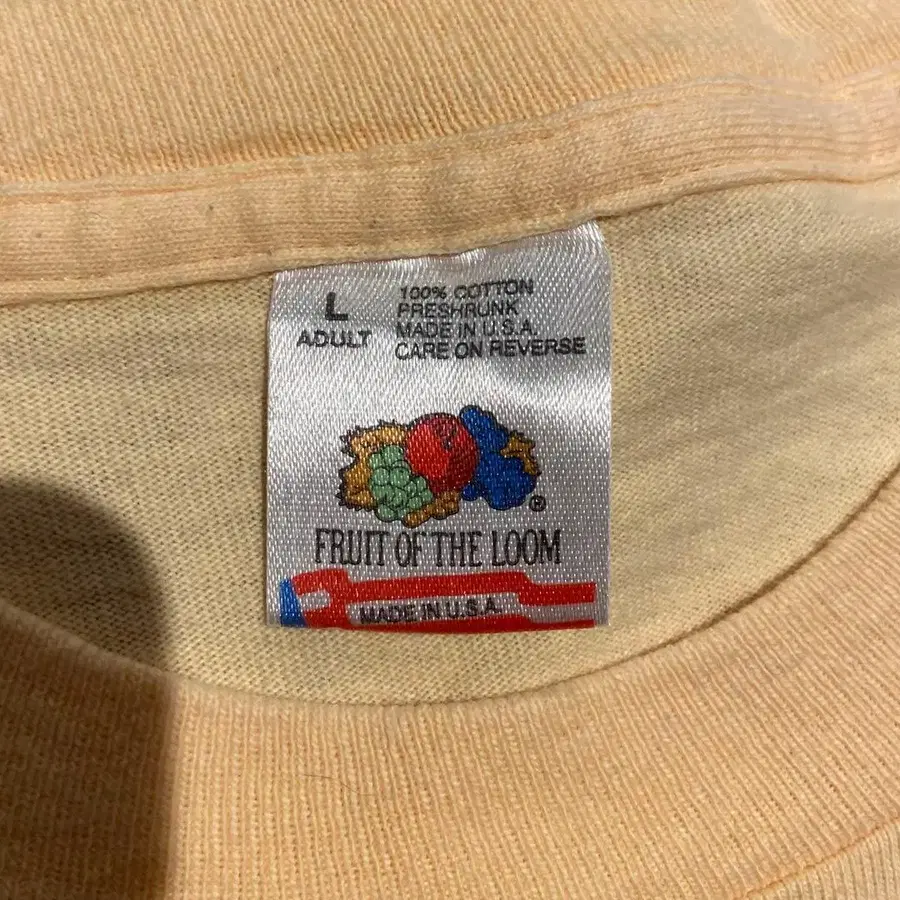 L
ADULT
100% COTTON
PRESHRUNK
MADE IN U.S.A.
CARE ON REVERSE
®
FRUIT OF THE LOOM
MADE IN U.S.A.